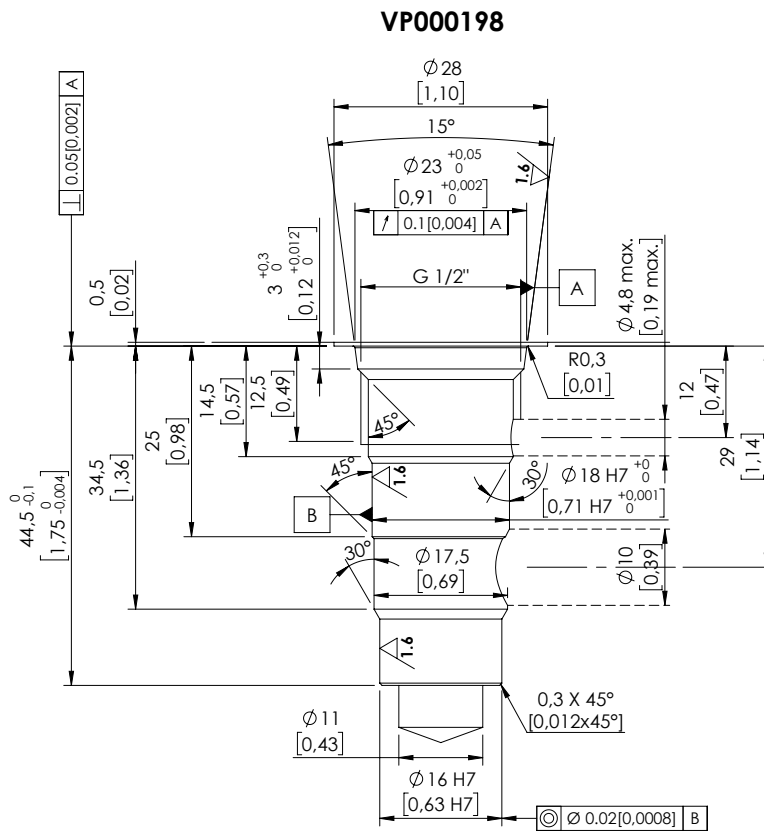 VP000198
Ø28
[1,10]
15°
Ø23 +0,05 0
[0,91 +0,002 0]
↗ 0.1[0,004] A
1.6
⊥ 0.05[0,002] A
G 1/2"
A
3 +0,3 0
[0,12 +0,012 0]
0,5
[0,02]
Ø4,8 max.
[0,19 max.]
R0,3
[0,01]
12
[0,47]
29
[1,14]
12,5
[0,49]
14,5
[0,57]
25
[0,98]
34,5
[1,36]
44,5 0 -0,1
[1,75 0 -0,004]
45°
45°
1.6
30°
Ø18 H7 +0 0
[0,71 H7 +0,001 0]
B
30°
Ø17,5
[0,69]
Ø10
[0,39]
1.6
0,3 X 45°
[0,012x45°]
Ø11
[0,43]
Ø16 H7
[0,63 H7]
◎ Ø 0.02[0,0008] B